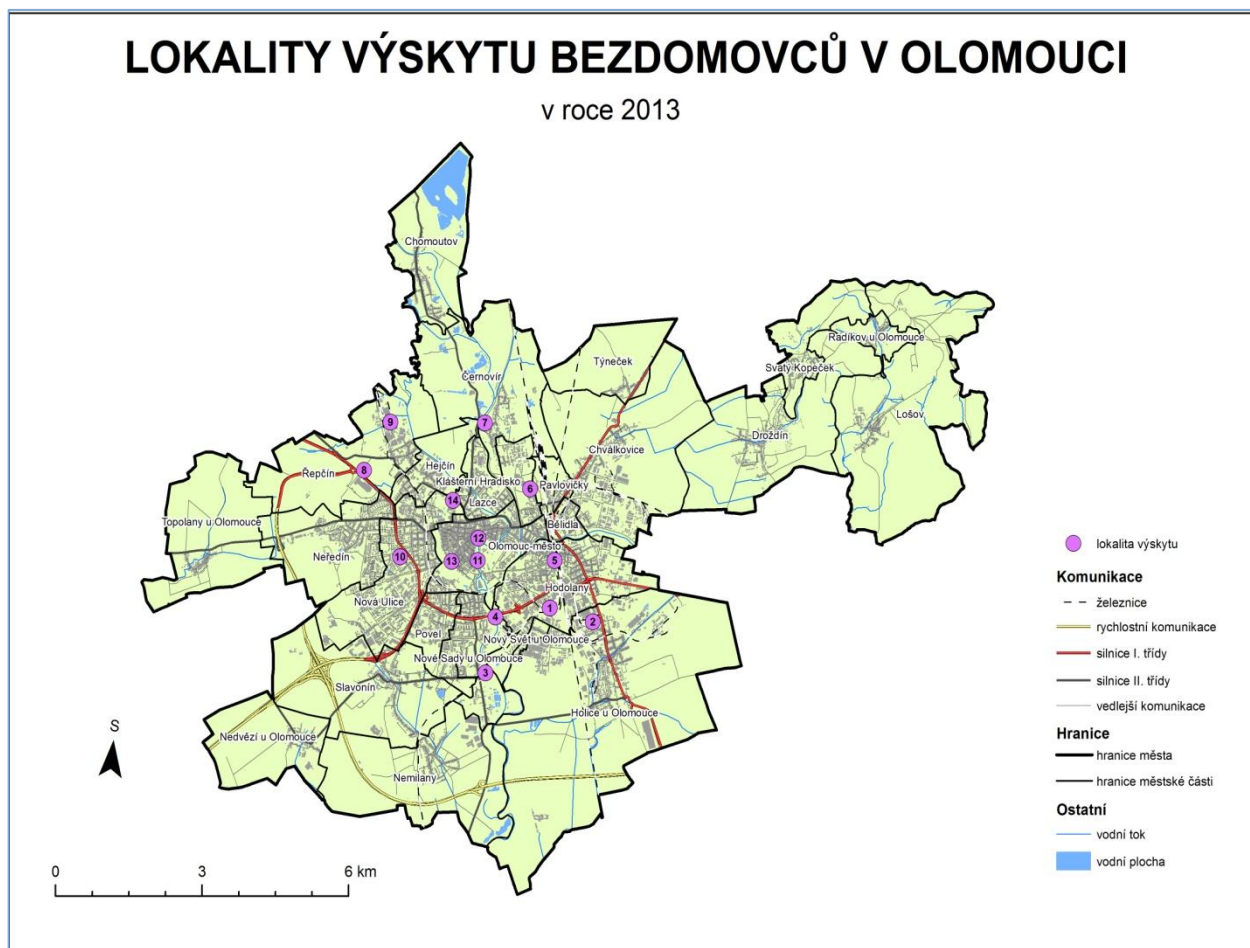 LOKALITY VÝSKYTU BEZDOMOVCŮ V OLOMOUCI
v roce 2013
Chomoutov
Radíkov u Olomouce
Týneček
Svatý Kopeček
Černovír
Lošov
9
7
Droždín
Chválkovice
Hejčín
8
Řepčín
Klášterní Hradisko
6
Pavlovičky
14
Lazce
Topolany u Olomouce
Bělidla
12
Olomouc-město
Neředín
10
13
11
5
Hodolany
Nová Ulice
1
4
2
Povel
Nový Svět u Olomouce
Nové Sady u Olomouce
3
Slavonín
Holice u Olomouce
Nedvězí u Olomouce
Nemilany
S
0 3 6 km
lokalita výskytu
Komunikace
železnice
rychlostní komunikace
silnice I. třídy
silnice II. třídy
vedlejší komunikace
Hranice
hranice města
hranice městské části
Ostatní
vodní tok
vodní plocha